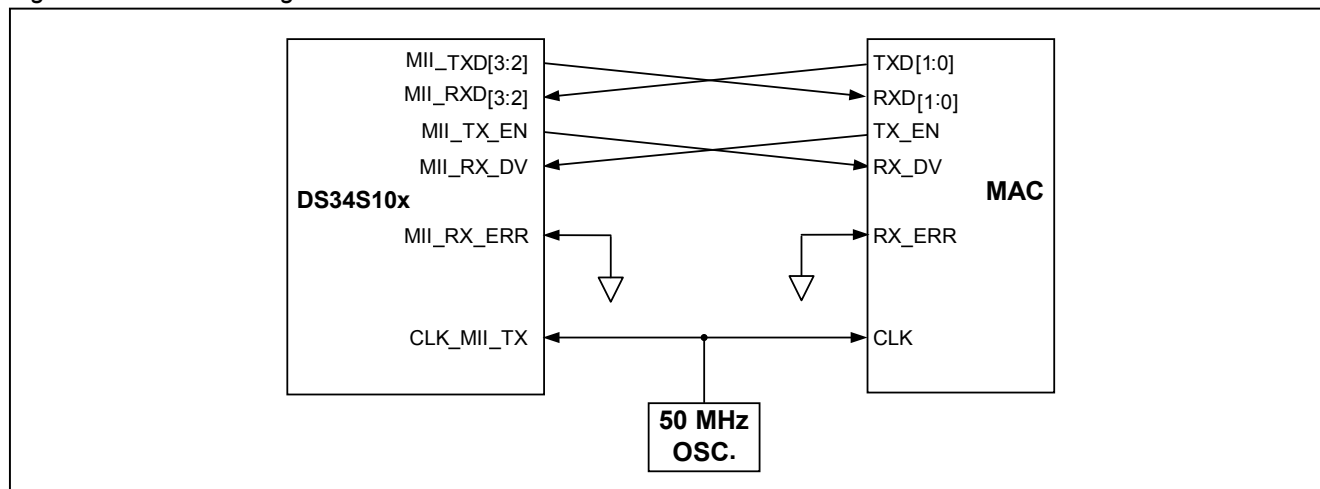 MII_TXD[3:2]
MII_RXD[3:2]
MII_TX_EN
MII_RX_DV
DS34S10x
MII_RX_ERR
CLK_MII_TX
TXD[1:0]
RXD[1:0]
TX_EN
RX_DV
MAC
RX_ERR
CLK
50 MHz
OSC.